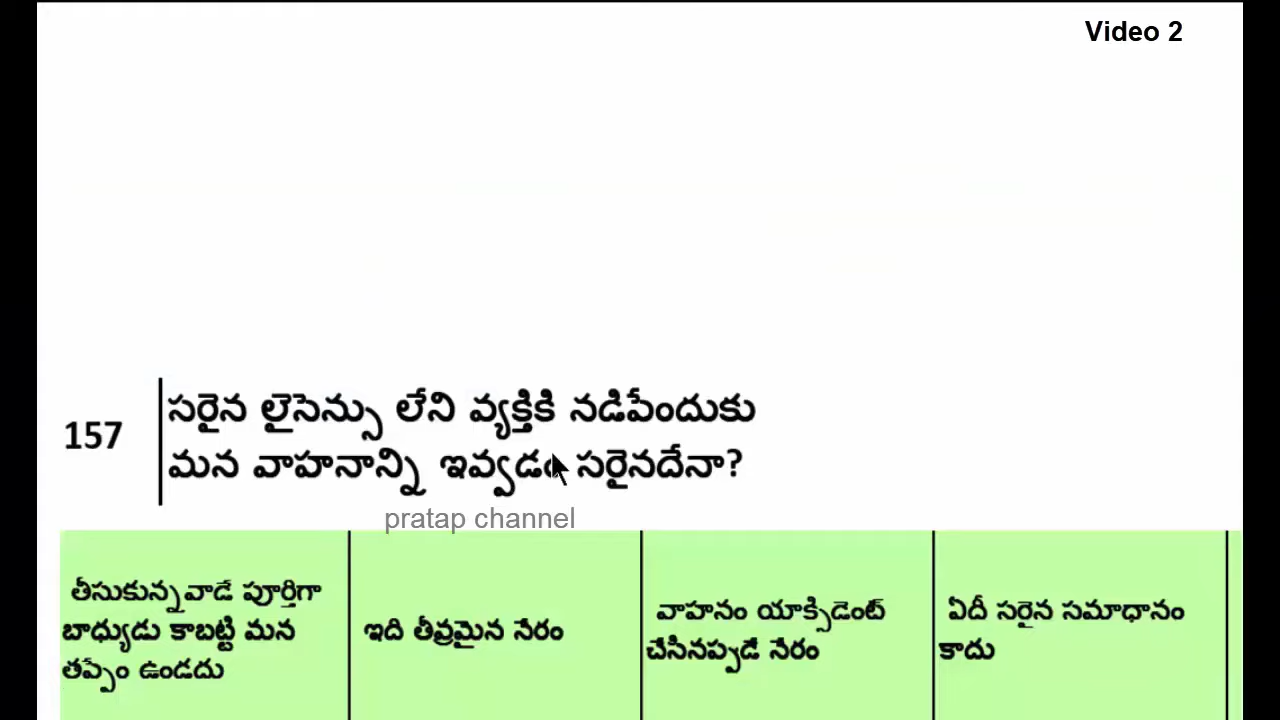 Video 2
157
సరైన లైసెన్సు లేని వ్యక్తికి నడిపేందుకు
మన వాహనాన్ని ఇవ్వడం సరైనదేనా?
pratap channel
తీసుకున్నవాడే పూర్తిగా
బాధ్యుడు కాబట్టి మన
తప్పేం ఉండదు
ఇది తీవ్రమైన నేరం
వాహనం యాక్సిడెంట్
చేసినప్పుడే నేరం
ఏదీ సరైన సమాధానం
కాదు